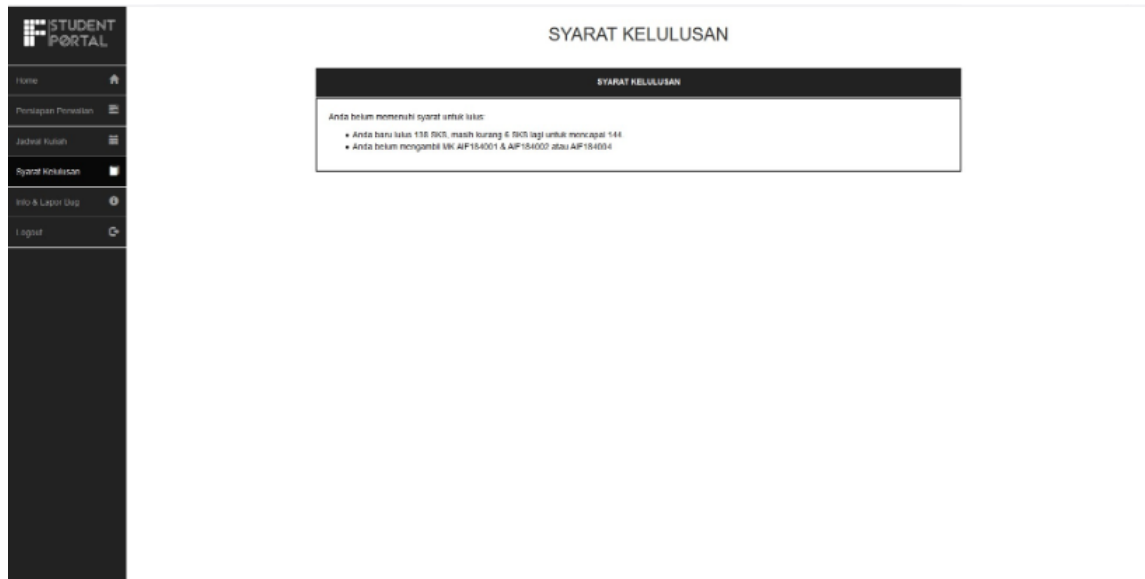 IF STUDENT
PØRTAL
Home
Persiapan Perwalian
Jadwal Kuliah
Syarat Kelulusan
Info & Lapor Bug
Logout
SYARAT KELULUSAN
SYARAT KELULUSAN
Anda belum memenuhi syarat untuk lulus:
Anda baru lulus 138 SKS, masih kurang 6 SKS lagi untuk mencapai 144.
Anda belum mengambil MK AIF184001 & AIF184002 atau AIF184004